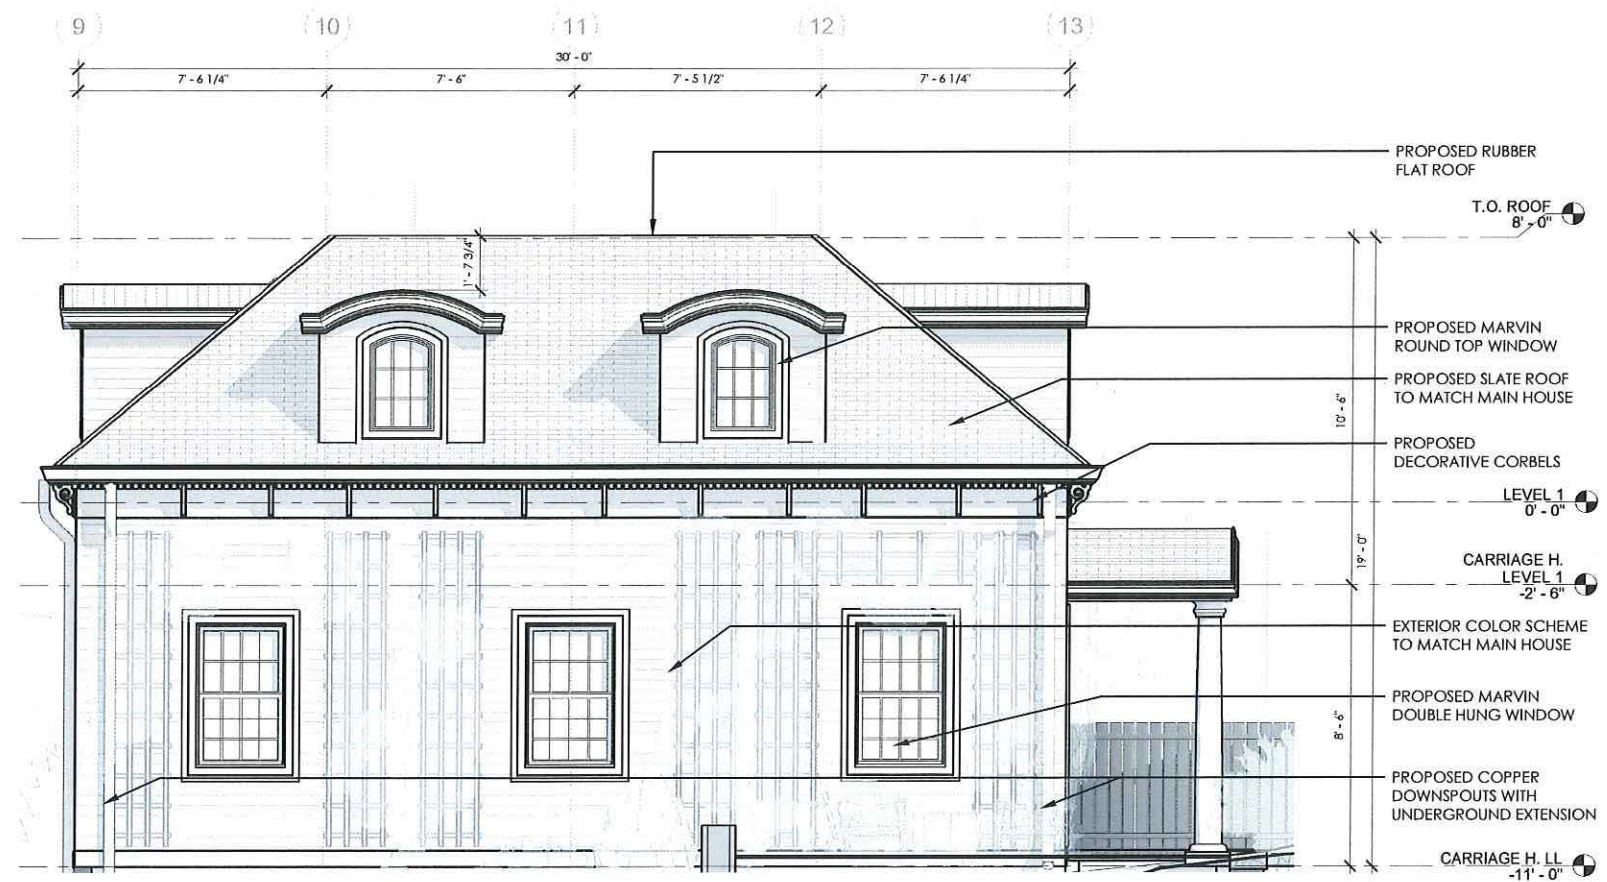 9 10 11 12 13
30' - 0"
7' - 6 1/4" 7' - 6" 7' - 5 1/2" 7' - 6 1/4"
PROPOSED RUBBER
FLAT ROOF
T.O. ROOF
8' - 0"
1' - 7 3/4"
PROPOSED MARVIN
ROUND TOP WINDOW
PROPOSED SLATE ROOF
TO MATCH MAIN HOUSE
10' - 6"
PROPOSED
DECORATIVE CORBELS
LEVEL 1
0' - 0"
19' - 0"
CARRIAGE H.
LEVEL 1
-2' - 6"
EXTERIOR COLOR SCHEME
TO MATCH MAIN HOUSE
PROPOSED MARVIN
DOUBLE HUNG WINDOW
8' - 6"
PROPOSED COPPER
DOWNSPOUTS WITH
UNDERGROUND EXTENSION
CARRIAGE H. LL
-11' - 0"